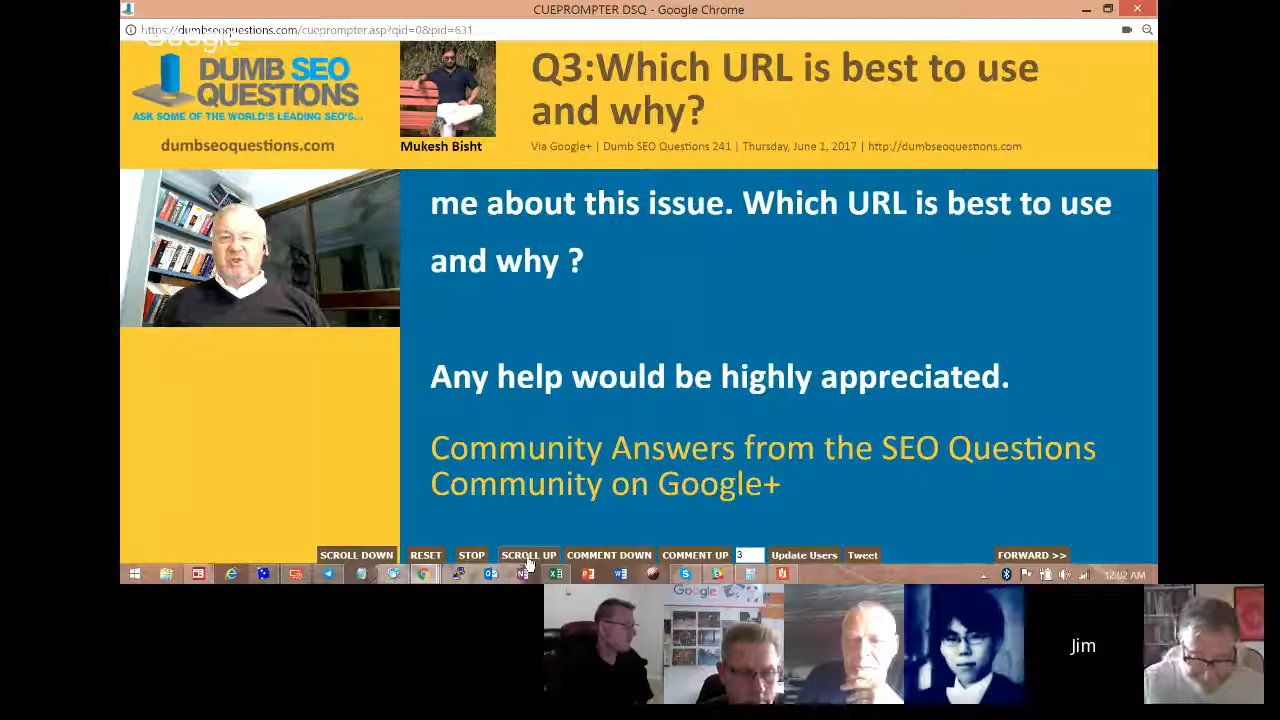 CUEPROMPTER DSQ - Google Chrome
https://dumbseoquestions.com/cueprompter.asp?qid=0&pid=631
Google
DUMB SEO
QUESTIONS
ASK SOME OF THE WORLD'S LEADING SEO'S...
dumbseoquestions.com
Mukesh Bisht
Q3:Which URL is best to use
and why?
Via Google+ | Dumb SEO Questions 241 | Thursday, June 1, 2017 | http://dumbseoquestions.com
me about this issue. Which URL is best to use
and why ?
Any help would be highly appreciated.
Community Answers from the SEO Questions
Community on Google+
SCROLL DOWN RESET STOP SCROLL UP COMMENT DOWN COMMENT UP 3 Update Users Tweet FORWARD >>
12:02 AM
Google
Jim